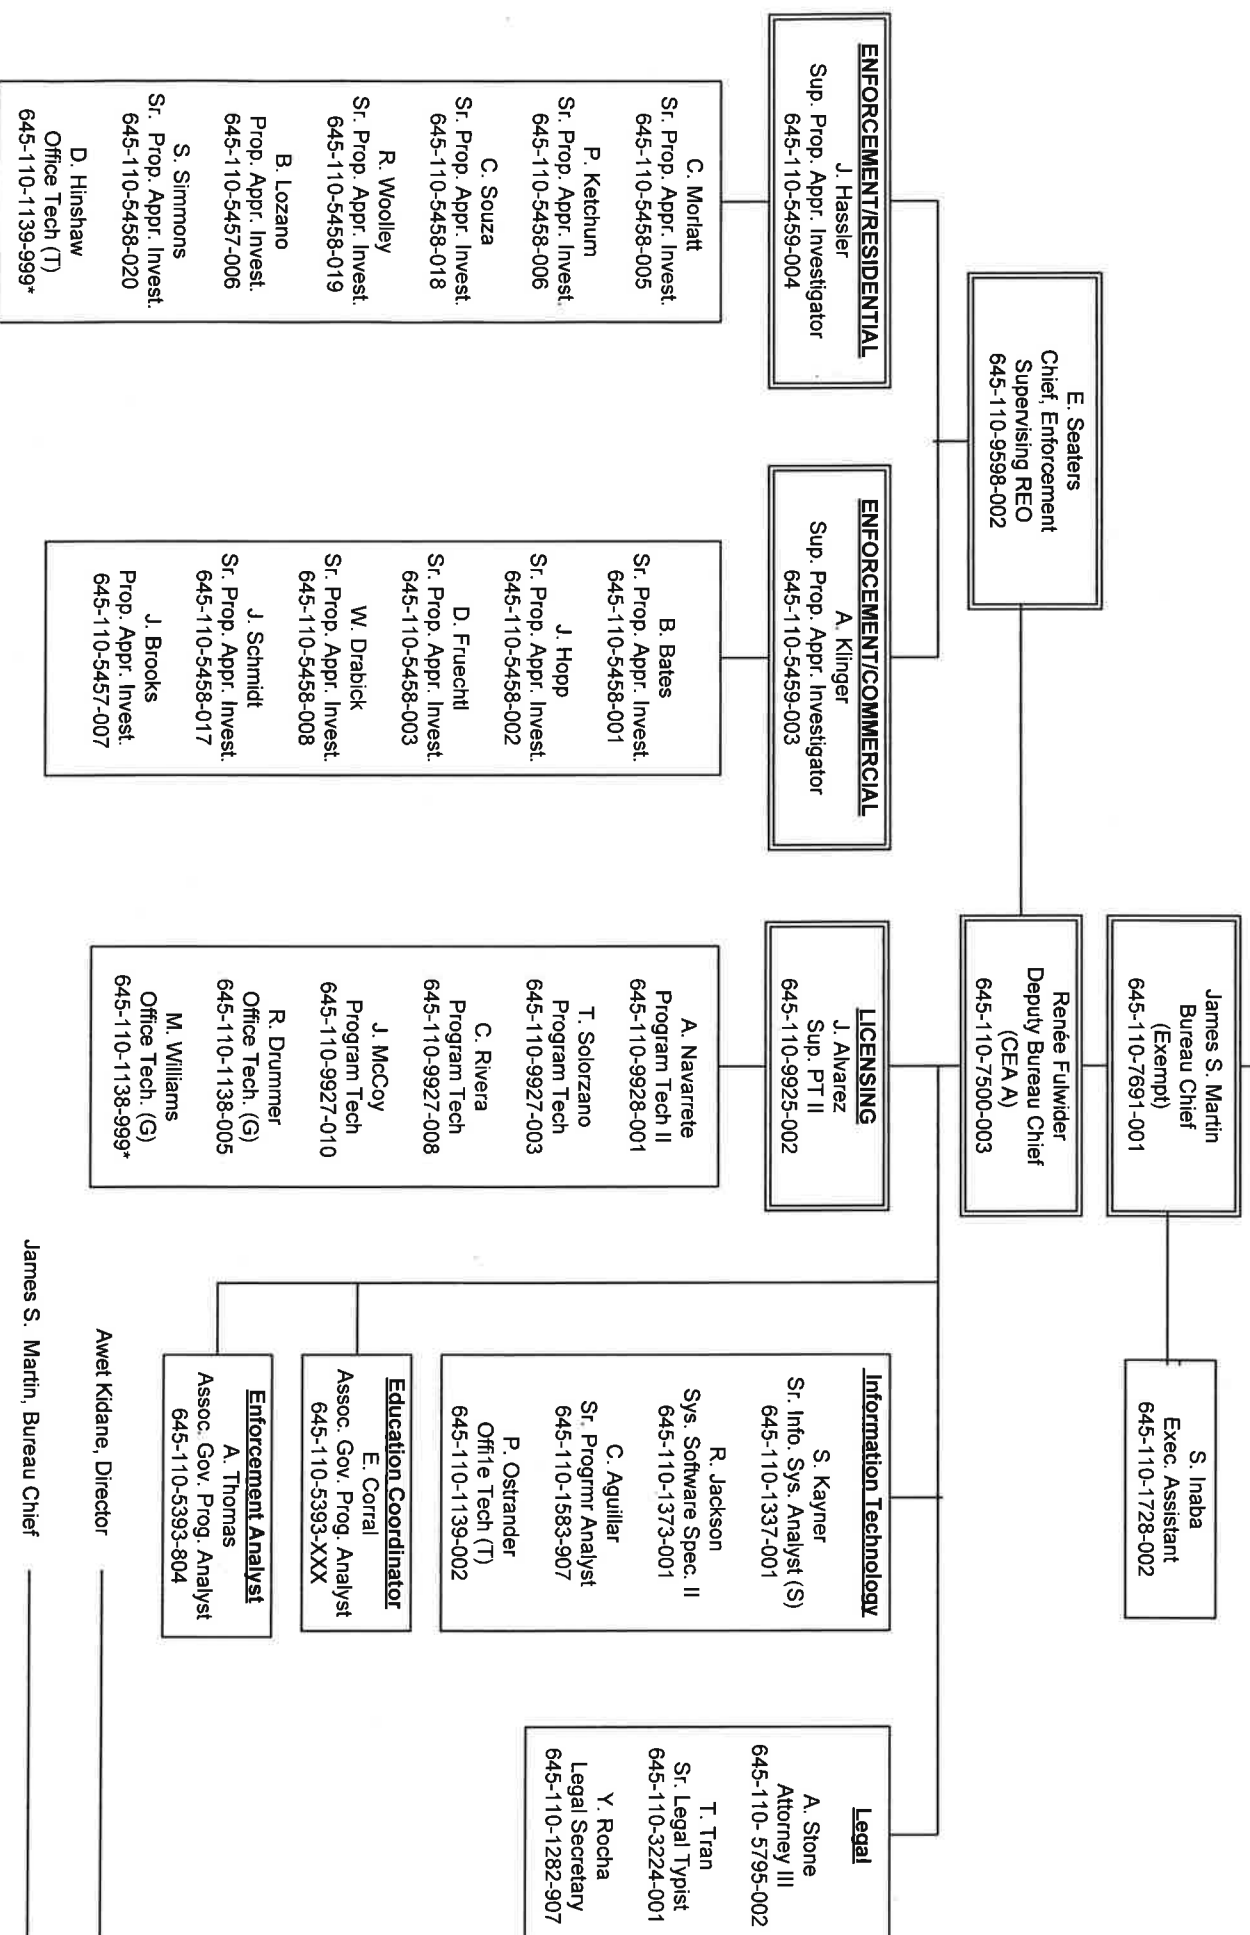 James S. Martin
Bureau Chief
(Exempt)
645-110-7691-001
S. Inaba
Exec. Assistant
645-110-1728-002
Renée Fulwider
Deputy Bureau Chief
(CEA A)
645-110-7500-003
E. Seaters
Chief, Enforcement
Supervising REO
645-110-9598-002
ENFORCEMENT/RESIDENTIAL
J. Hassler
Sup. Prop. Appr. Investigator
645-110-5459-004
C. Morlatt
Sr. Prop. Appr. Invest.
645-110-5458-005
P. Ketchum
Sr. Prop. Appr. Invest.
645-110-5458-006
C. Souza
Sr. Prop. Appr. Invest.
645-110-5458-018
R. Woolley
Sr. Prop. Appr. Invest.
645-110-5458-019
B. Lozano
Prop. Appr. Invest.
645-110-5457-006
S. Simmons
Sr. Prop. Appr. Invest.
645-110-5458-020
D. Hinshaw
Office Tech (T)
645-110-1139-999*
ENFORCEMENT/COMMERCIAL
A. Klinger
Sup. Prop. Appr. Investigator
645-110-5459-003
B. Bates
Sr. Prop. Appr. Invest.
645-110-5458-001
J. Hopp
Sr. Prop. Appr. Invest.
645-110-5458-002
D. Fruechtl
Sr. Prop. Appr. Invest.
645-110-5458-003
W. Drabick
Sr. Prop. Appr. Invest.
645-110-5458-008
J. Schmidt
Sr. Prop. Appr. Invest.
645-110-5458-017
J. Brooks
Prop. Appr. Invest.
645-110-5457-007
LICENSING
J. Alvarez
Sup. PT II
645-110-9925-002
A. Navarrete
Program Tech II
645-110-9928-001
T. Solorzano
Program Tech
645-110-9927-003
C. Rivera
Program Tech
645-110-9927-008
J. McCoy
Program Tech
645-110-9927-010
R. Drummer
Office Tech. (G)
645-110-1138-005
M. Williams
Office Tech. (G)
645-110-1138-999*
Information Technology
S. Kayner
Sr. Info. Sys. Analyst (S)
645-110-1337-001
R. Jackson
Sys. Software Spec. II
645-110-1373-001
C. Aguillar
Sr. Progrmr Analyst
645-110-1583-907
P. Ostrander
Offi1e Tech (T)
645-110-1139-002
Education Coordinator
E. Corral
Assoc. Gov. Prog. Analyst
645-110-5393-XXX
Enforcement Analyst
A. Thomas
Assoc. Gov. Prog. Analyst
645-110-5393-804
Legal
A. Stone
Attorney III
645-110- 5795-002
T. Tran
Sr. Legal Typist
645-110-3224-001
Y. Rocha
Legal Secretary
645-110-1282-907
Awet Kidane, Director
James S. Martin, Bureau Chief